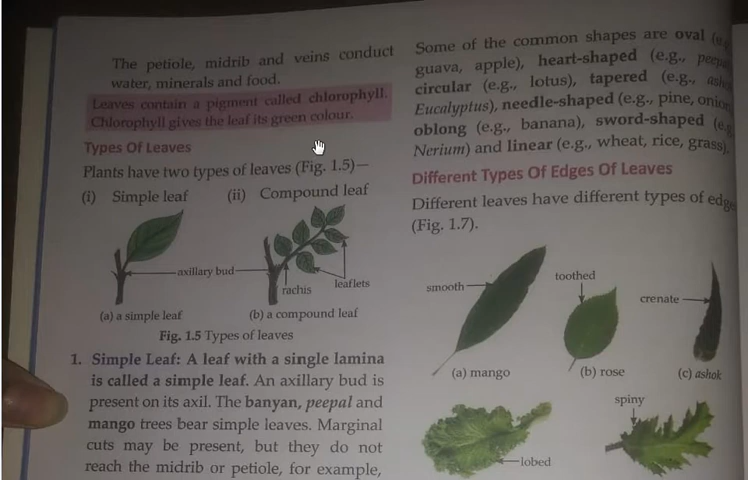 The petiole, midrib and veins conduct
water, minerals and food.
Leaves contain a pigment called chlorophyll.
Chlorophyll gives the leaf its green colour.
Types Of Leaves
Plants have two types of leaves (Fig. 1.5)—
(i) Simple leaf (ii) Compound leaf
axillary bud
rachis
leaflets
(a) a simple leaf (b) a compound leaf
Fig. 1.5 Types of leaves
1. Simple Leaf: A leaf with a single lamina
is called a simple leaf. An axillary bud is
present on its axil. The banyan, peepal and
mango trees bear simple leaves. Marginal
cuts may be present, but they do not
reach the midrib or petiole, for example,
Some of the common shapes are oval
guava, apple), heart-shaped (e.g.,
circular (e.g., lotus), tapered (e.g.,
Eucalyptus), needle-shaped (e.g., pine,
oblong (e.g., banana), sword-shaped
Nerium) and linear (e.g., wheat, rice, grass)
Different Types Of Edges Of Leaves
Different leaves have different types of
(Fig. 1.7).
smooth
toothed
crenate
(a) mango (b) rose (c) ashok
lobed
spiny